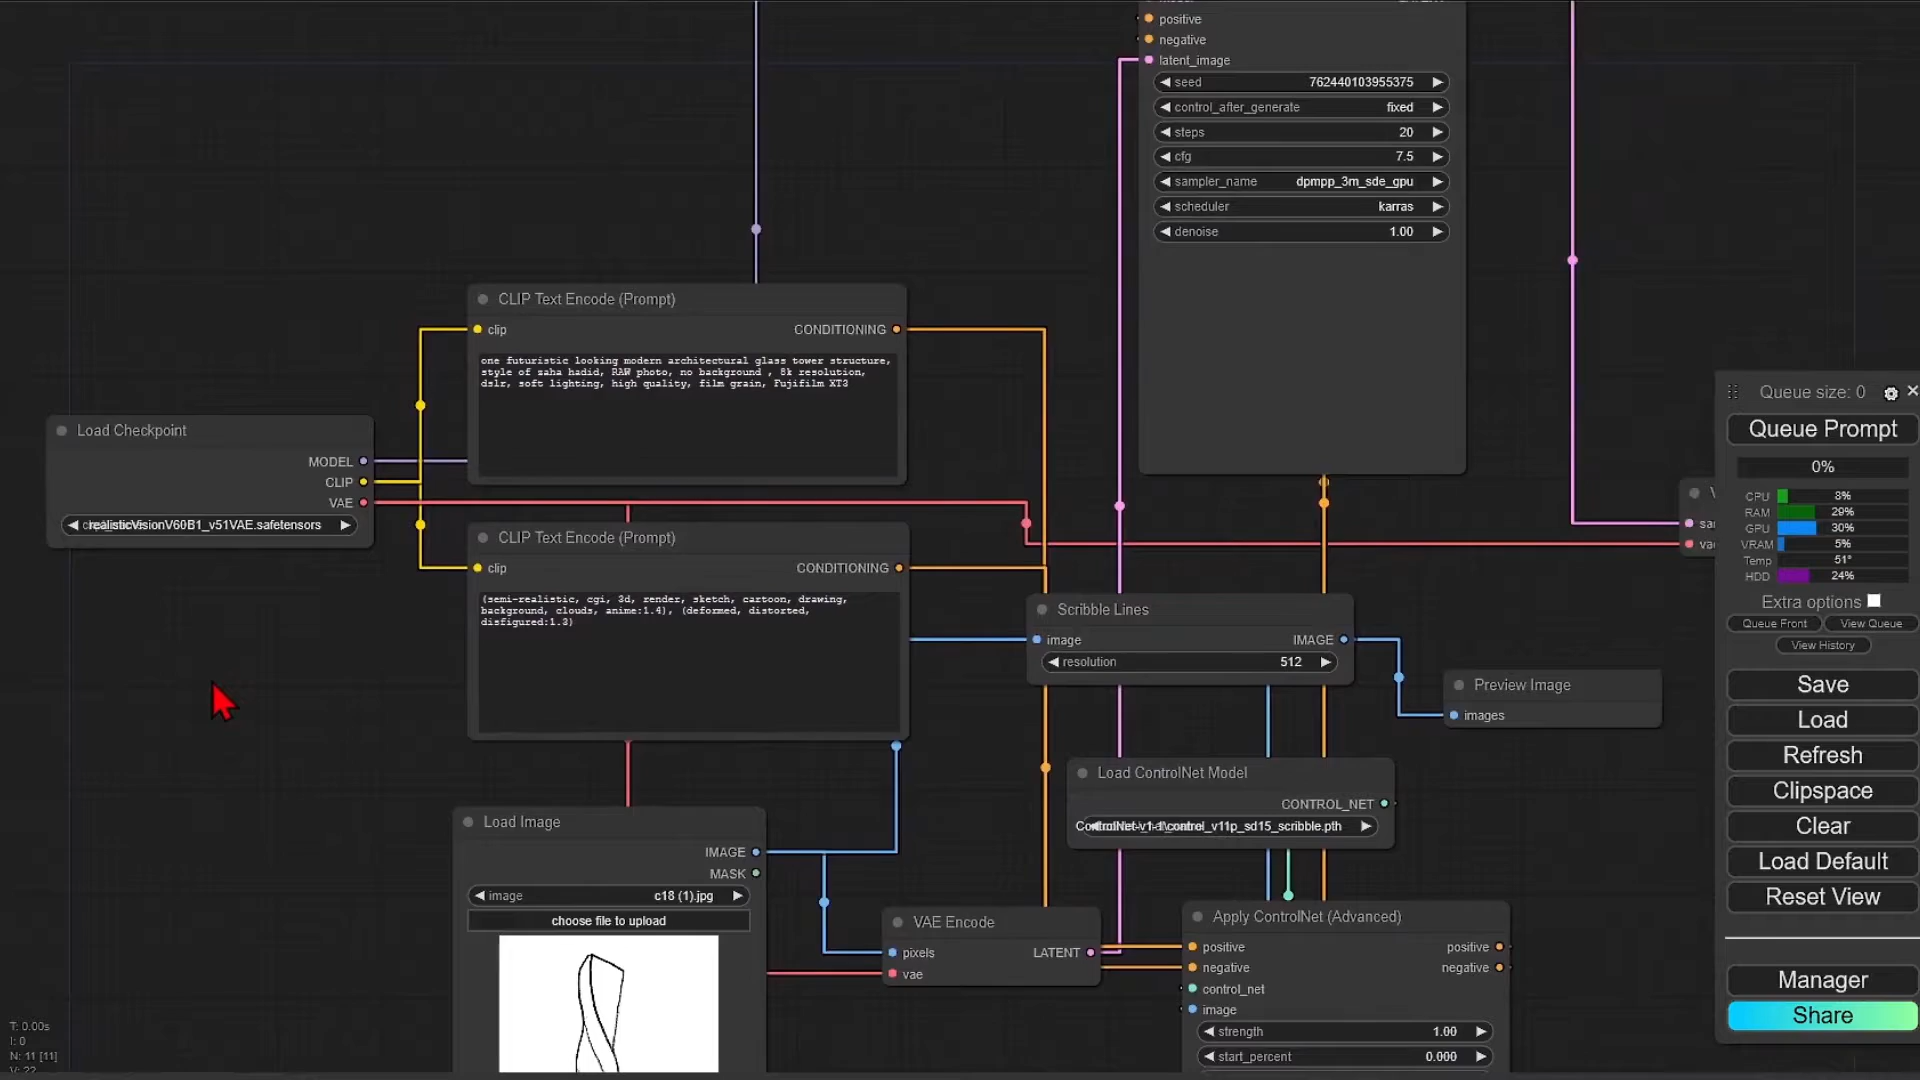 positive
negative
latent_image
seed 762440103955375
control_after_generate fixed
steps 20
cfg 7.5
sampler_name dpmpp_3m_sde_gpu
scheduler karras
denoise 1.00
CLIP Text Encode (Prompt)
clip CONDITIONING
one futuristic looking modern architectural glass tower structure,
style of zaha hadid, RAW photo, no background , 8k resolution,
dslr, soft lighting, high quality, film grain, Fujifilm XT3
Load Checkpoint
MODEL
CLIP
VAE
realisticVisionV60B1_v51VAE.safetensors
CLIP Text Encode (Prompt)
clip CONDITIONING
(semi-realistic, cgi, 3d, render, sketch, cartoon, drawing,
background, clouds, anime:1.4), (deformed, distorted,
disfigured:1.3)
Scribble Lines
image IMAGE
resolution 512
Preview Image
images
Load ControlNet Model
CONTROL_NET
ControlNet-v1-1\control_v11p_sd15_scribble.pth
Load Image
IMAGE
MASK
image c18 (1).jpg
choose file to upload
VAE Encode
pixels LATENT
vae
Apply ControlNet (Advanced)
positive positive
negative negative
control_net
image
strength 1.00
start_percent 0.000
Queue size: 0
Queue Prompt
0%
CPU 8%
RAM 29%
GPU 30%
VRAM 5%
Temp 51°
HDD 24%
Extra options
Queue Front View Queue
View History
Save
Load
Refresh
Clipspace
Clear
Load Default
Reset View
Manager
Share
T: 0.00s
I: 0
N: 11 [11]
V: 22